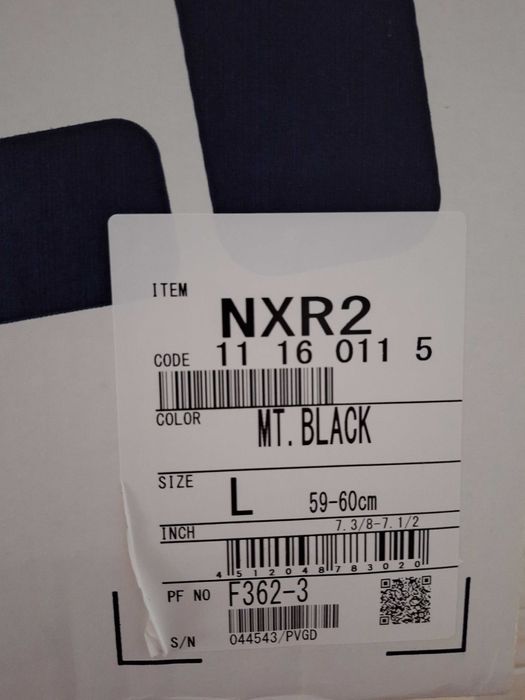 ITEM
NXR2
CODE 11 16 011 5
COLOR
MT.BLACK
SIZE L 59-60cm
INCH 7.3/8-7.1/2
4 512048 783020
PF NO F362-3
S/N 044543/PVGD